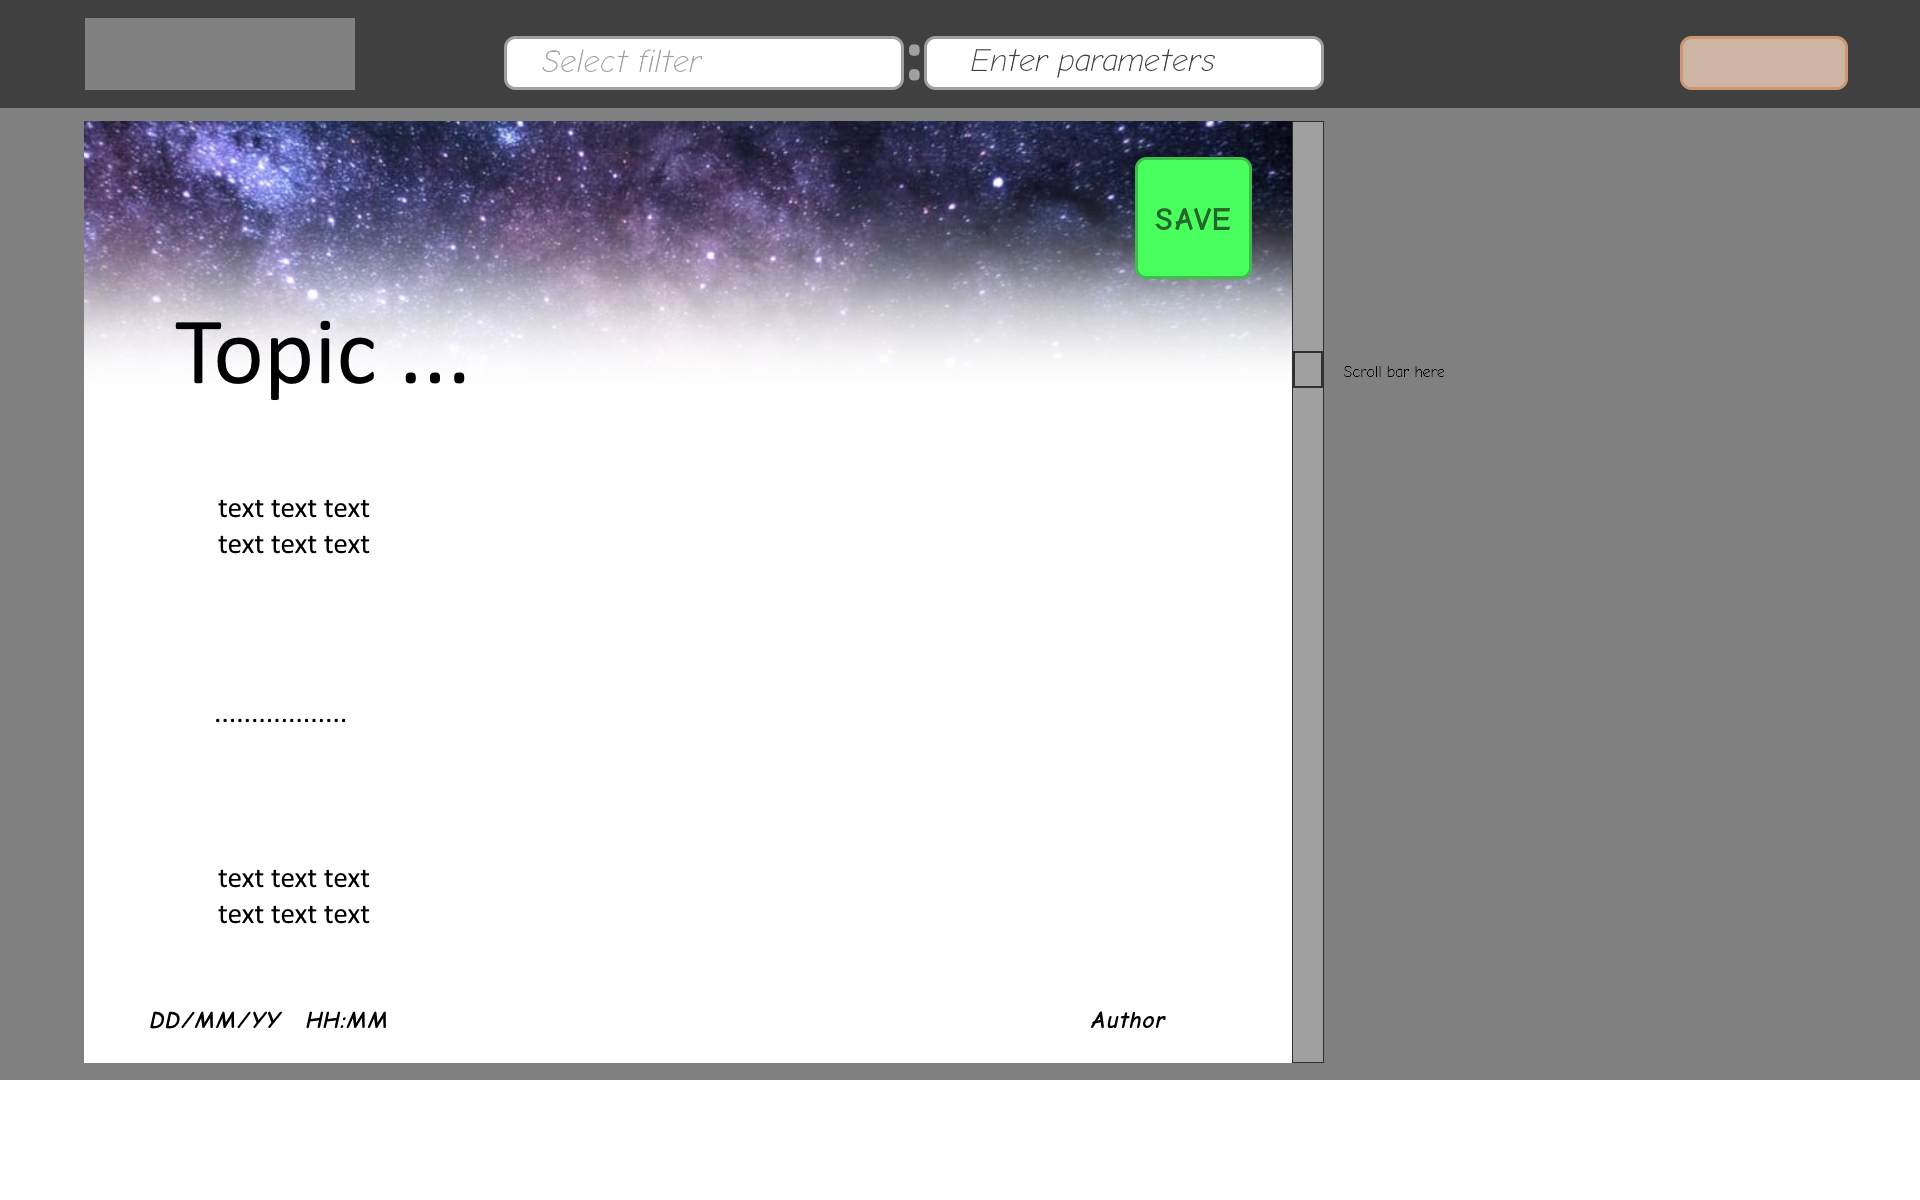 Select filter : Enter parameters
SAVE
Topic ...
Scroll bar here
text text text
text text text
..................
text text text
text text text
DD/MM/YY HH:MM Author